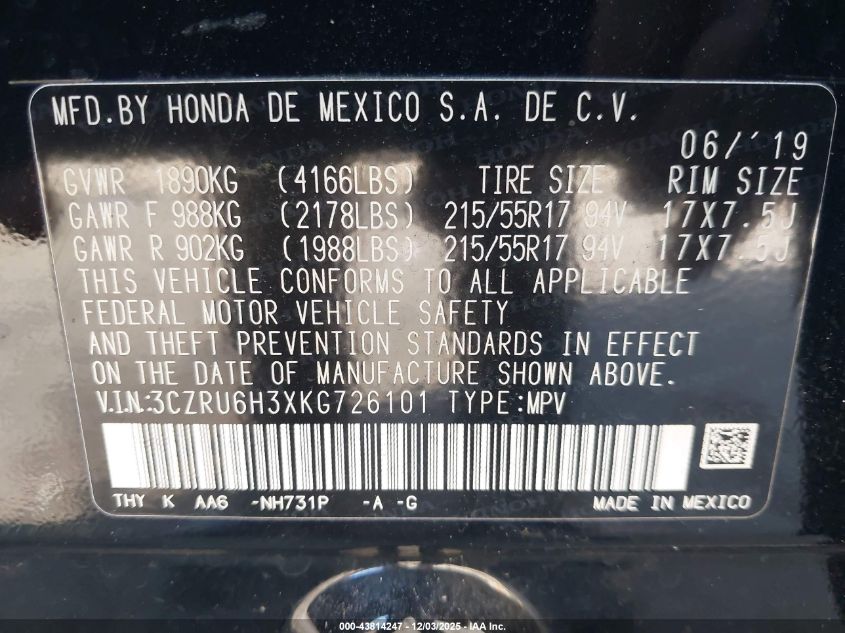 MFD.BY HONDA DE MEXICO S.A. DE C.V.
06/'19
GVWR 1890KG (4166LBS) TIRE SIZE RIM SIZE
GAWR F 988KG (2178LBS) 215/55R17 94V 17X7.5J
GAWR R 902KG (1988LBS) 215/55R17 94V 17X7.5J
THIS VEHICLE CONFORMS TO ALL APPLICABLE
FEDERAL MOTOR VEHICLE SAFETY
AND THEFT PREVENTION STANDARDS IN EFFECT
ON THE DATE OF MANUFACTURE SHOWN ABOVE.
V.I.N.:3CZRU6H3XKG726101 TYPE:MPV
THY K AA6 -NH731P -A -G MADE IN MEXICO
000-43814247 - 12/03/2025 - IAA Inc.